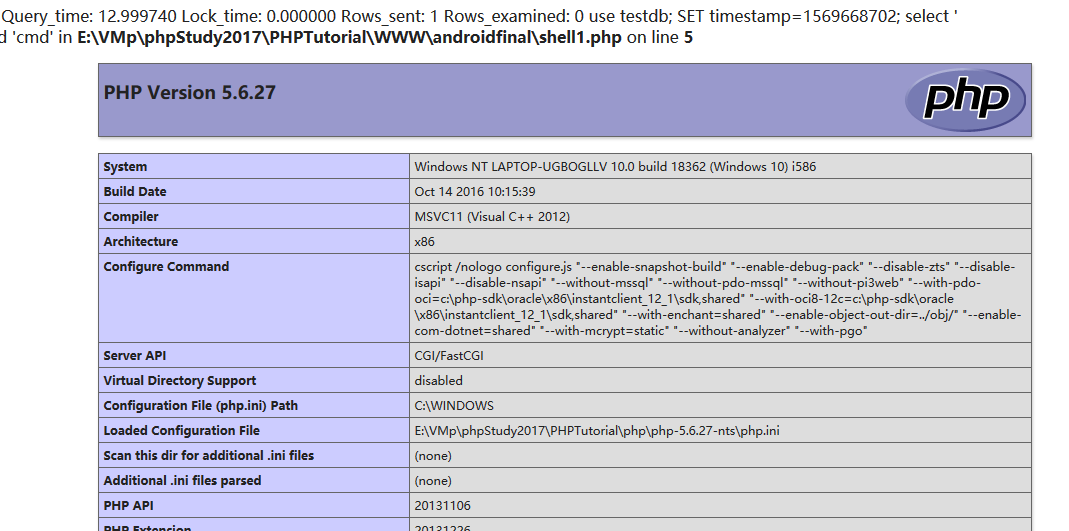 Query_time: 12.999740 Lock_time: 0.000000 Rows_sent: 1 Rows_examined: 0 use testdb; SET timestamp=1569668702; select '
d 'cmd' in E:\VMp\phpStudy2017\PHPTutorial\WWW\androidfinal\shell1.php on line 5
PHP Version 5.6.27
php
System Windows NT LAPTOP-UGBOGLLV 10.0 build 18362 (Windows 10) i586
Build Date Oct 14 2016 10:15:39
Compiler MSVC11 (Visual C++ 2012)
Architecture x86
Configure Command cscript /nologo configure.js "--enable-snapshot-build" "--enable-debug-pack" "--disable-zts" "--disable-
isapi" "--disable-nsapi" "--without-mssql" "--without-pdo-mssql" "--without-pi3web" "--with-pdo-
oci=c:\php-sdk\oracle\x86\instantclient_12_1\sdk,shared" "--with-oci8-12c=c:\php-sdk\oracle
\x86\instantclient_12_1\sdk,shared" "--with-enchant=shared" "--enable-object-out-dir=../obj/" "--enable-
com-dotnet=shared" "--with-mcrypt=static" "--without-analyzer" "--with-pgo"
Server API CGI/FastCGI
Virtual Directory Support disabled
Configuration File (php.ini) Path C:\WINDOWS
Loaded Configuration File E:\VMp\phpStudy2017\PHPTutorial\php\php-5.6.27-nts\php.ini
Scan this dir for additional .ini files (none)
Additional .ini files parsed (none)
PHP API 20131106
PHP Extension 20131226